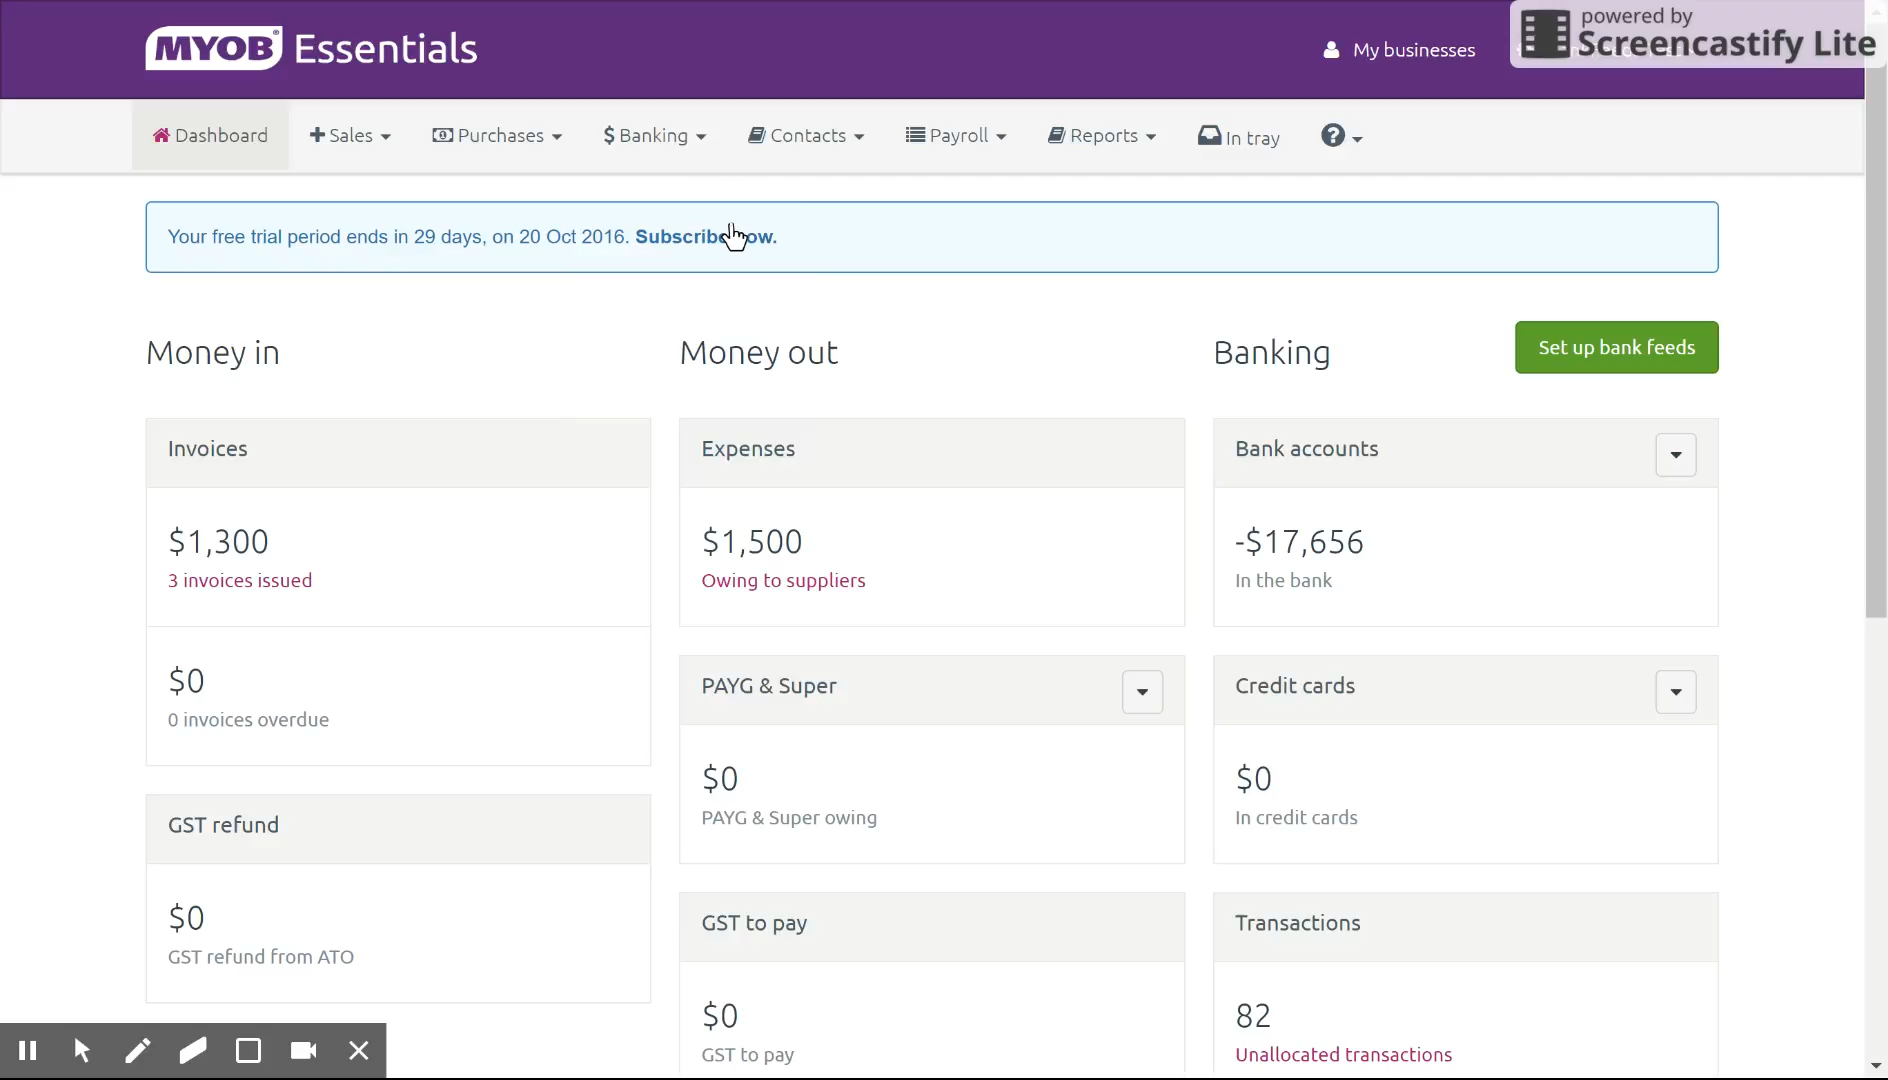 MYOB Essentials
My businesses
powered by
Screencastify Lite
Dashboard
Sales
Purchases
$ Banking
Contacts
Payroll
Reports
In tray
?
Your free trial period ends in 29 days, on 20 Oct 2016. Subscribe now.
Money in
Money out
Banking
Set up bank feeds
Invoices
$1,300
3 invoices issued
$0
0 invoices overdue
GST refund
$0
GST refund from ATO
Expenses
$1,500
Owing to suppliers
PAYG & Super
$0
PAYG & Super owing
GST to pay
$0
GST to pay
Bank accounts
-$17,656
In the bank
Credit cards
$0
In credit cards
Transactions
82
Unallocated transactions